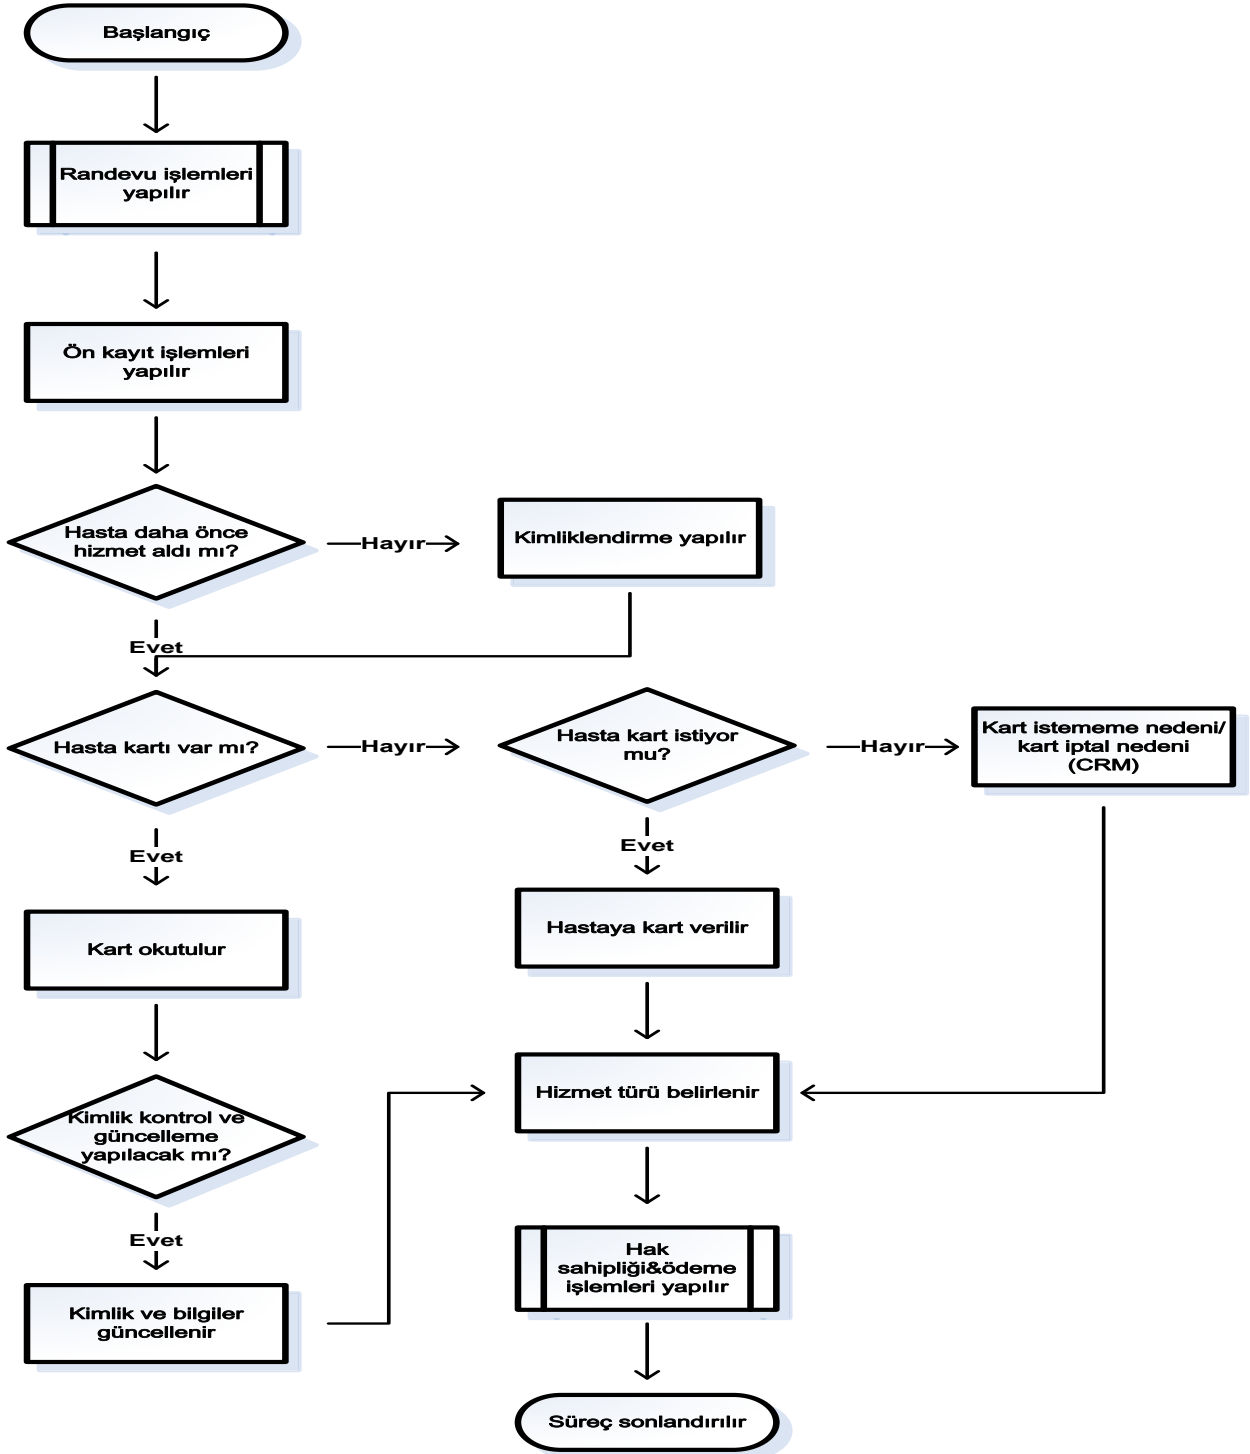 Başlangıç
Randevu işlemleri
yapılır
Ön kayıt işlemleri
yapılır
Hasta daha önce
hizmet aldı mı?
Hayır
Kimliklendirme yapılır
Evet
Hasta kartı var mı?
Hayır
Hasta kart istiyor
mu?
Hayır
Kart istememe nedeni/
kart iptal nedeni
(CRM)
Evet
Evet
Kart okutulur
Hastaya kart verilir
Kimlik kontrol ve
güncelleme
yapılacak mı?
Hizmet türü belirlenir
Evet
Hak
sahipliği&ödeme
işlemleri yapılır
Kimlik ve bilgiler
güncellenir
Süreç sonlandırılır